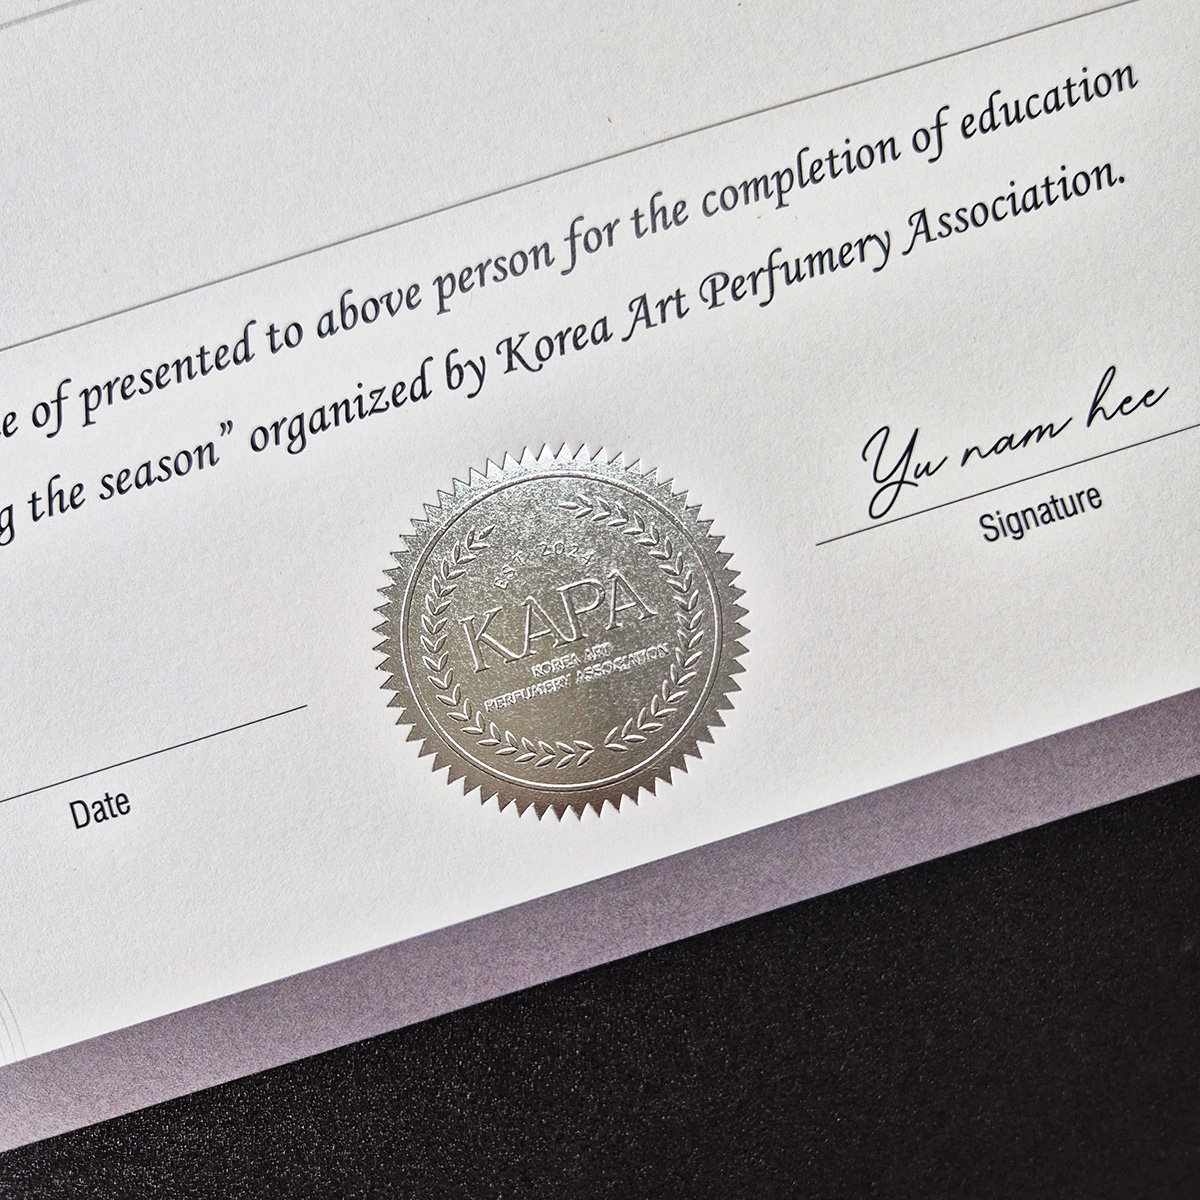 of presented to above person for the completion of education
the season” organized by Korea Art Perfumery Association.
Yu nam hee
Signature
EST. 2024
KAPA
KOREA ART
PERFUMERY ASSOCIATION
Date